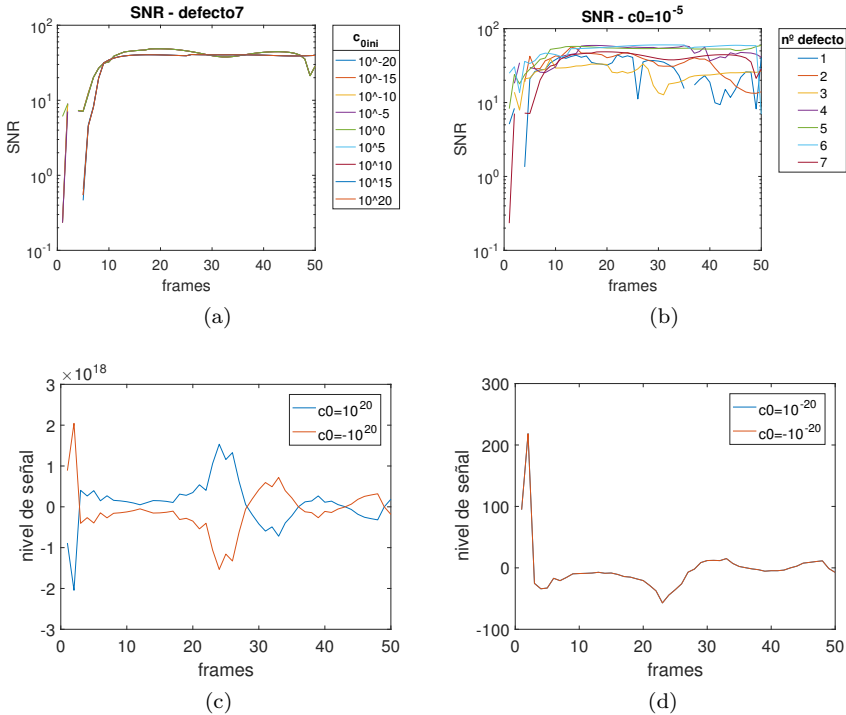 SNR - defecto7
SNR
10^2
10^1
10^0
10^-1
0 10 20 30 40 50
frames
c_0ini
10^-20
10^-15
10^-10
10^-5
10^0
10^5
10^10
10^15
10^20
(a)
SNR - c0=10^-5
SNR
10^2
10^1
10^0
10^-1
0 10 20 30 40 50
frames
nº defecto
1
2
3
4
5
6
7
(b)
×10^18
nivel de señal
3
2
1
0
-1
-2
-3
0 10 20 30 40 50
frames
c0=10^20
c0=-10^20
(c)
nivel de señal
300
200
100
0
-100
0 10 20 30 40 50
frames
c0=10^-20
c0=-10^-20
(d)